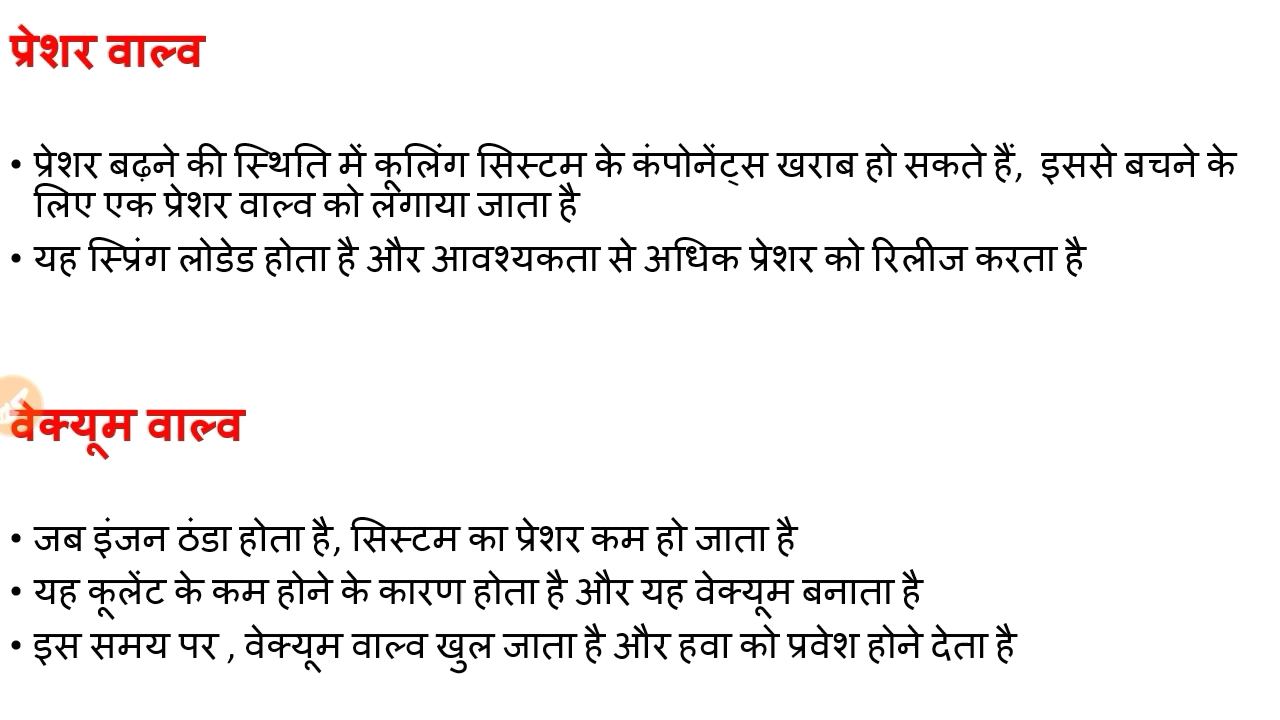 प्रेशर वाल्व
• प्रेशर बढ़ने की स्थिति में कूलिंग सिस्टम के कंपोनेंट्स खराब हो सकते हैं, इससे बचने के
लिए एक प्रेशर वाल्व को लगाया जाता है
• यह स्प्रिंग लोडेड होता है और आवश्यकता से अधिक प्रेशर को रिलीज करता है
वेक्यूम वाल्व
• जब इंजन ठंडा होता है, सिस्टम का प्रेशर कम हो जाता है
• यह कूलेंट के कम होने के कारण होता है और यह वेक्यूम बनाता है
• इस समय पर , वेक्यूम वाल्व खुल जाता है और हवा को प्रवेश होने देता है